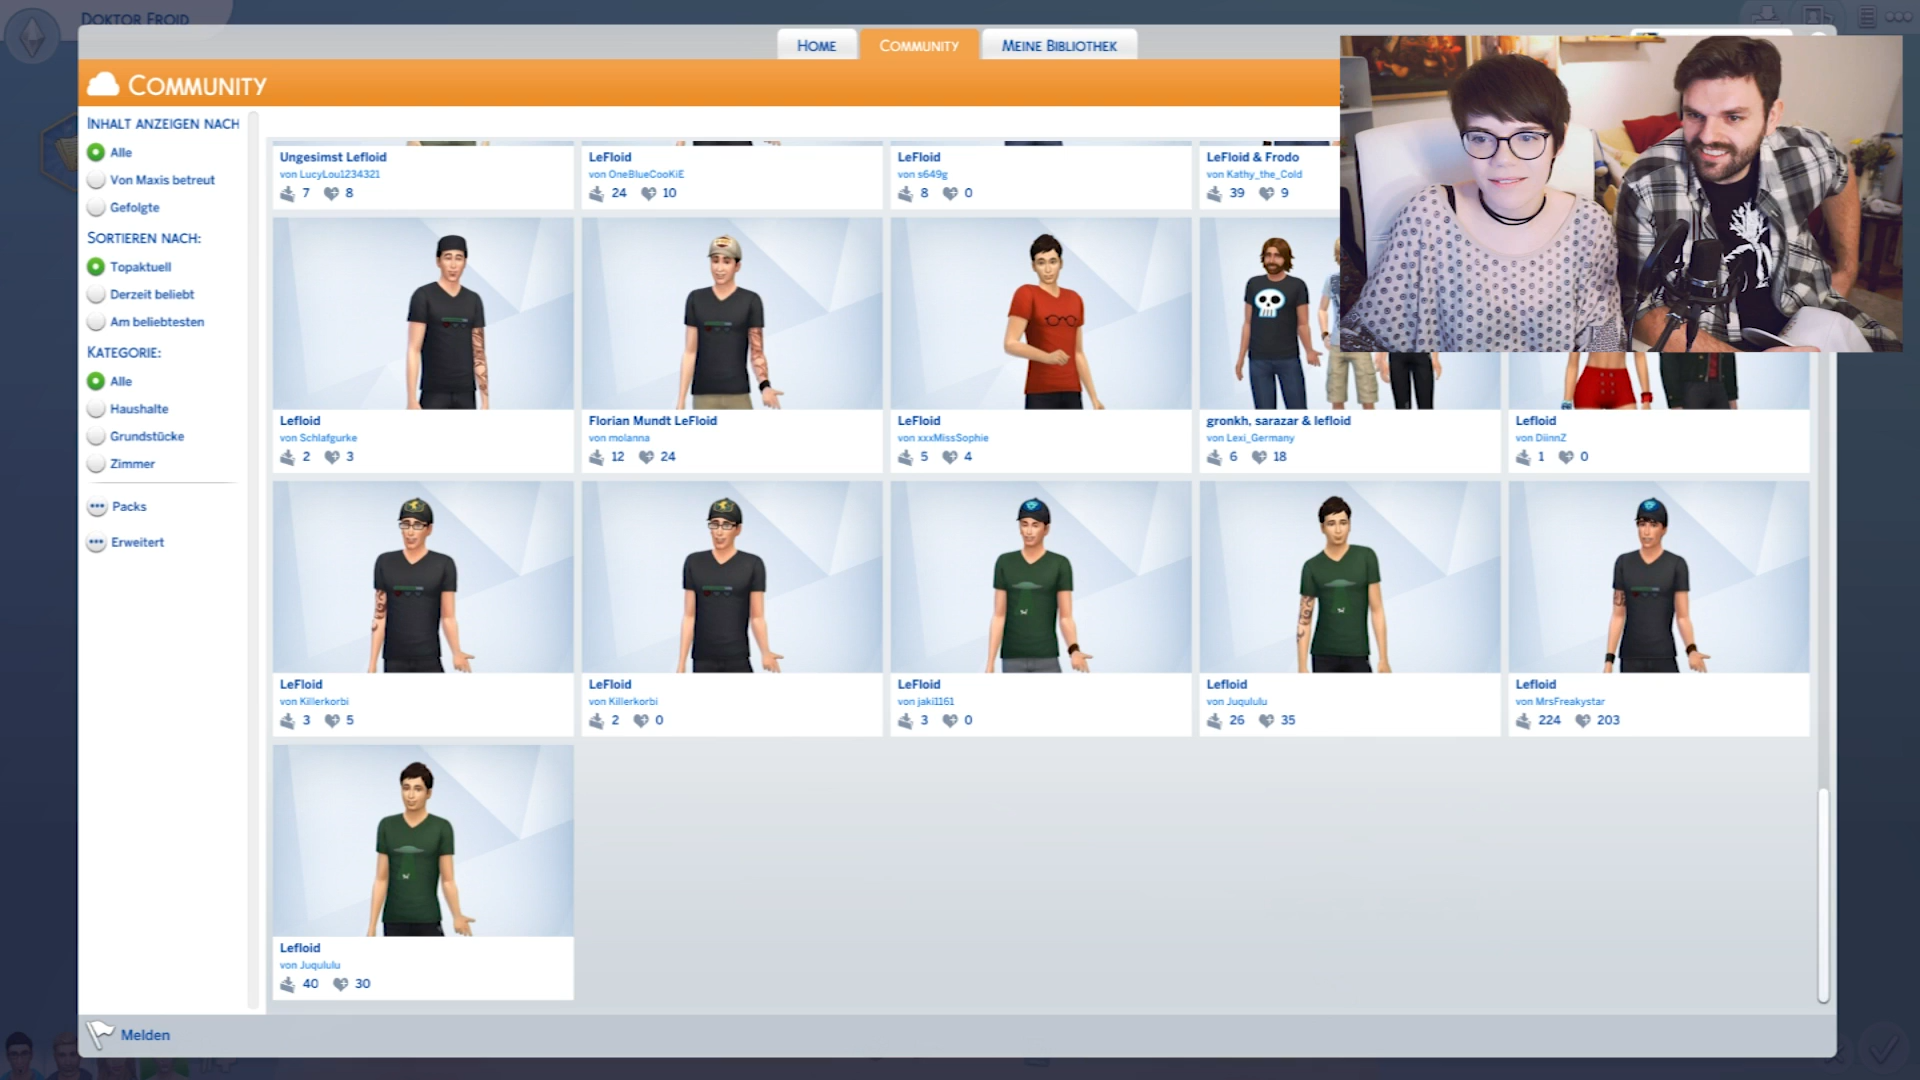 DOKTOR FROID
HOME
COMMUNITY
MEINE BIBLIOTHEK
COMMUNITY
INHALT ANZEIGEN NACH
Alle
Von Maxis betreut
Gefolgte
SORTIEREN NACH:
Topaktuell
Derzeit beliebt
Am beliebtesten
KATEGORIE:
Alle
Haushalte
Grundstücke
Zimmer
Packs
Erweitert
Ungesimst Lefloid
von LucyLou1234321
7 8
LeFloid
von OneBlueCooKiE
24 10
LeFloid
von s649g
8 0
LeFloid & Frodo
von Kathy_the_Cold
39 9
Lefloid
von Schlafgurke
2 3
Florian Mundt LeFloid
von molanna
12 24
LeFloid
von xxxMissSophie
5 4
gronkh, sarazar & lefloid
von Lexi_Germany
6 18
Lefloid
von DiinnZ
1 0
LeFloid
von Killerkorbi
3 5
LeFloid
von Killerkorbi
2 0
LeFloid
von jaki1161
3 0
Lefloid
von Juqululu
26 35
Lefloid
von MrsFreakystar
224 203
Lefloid
von Juqululu
40 30
Melden